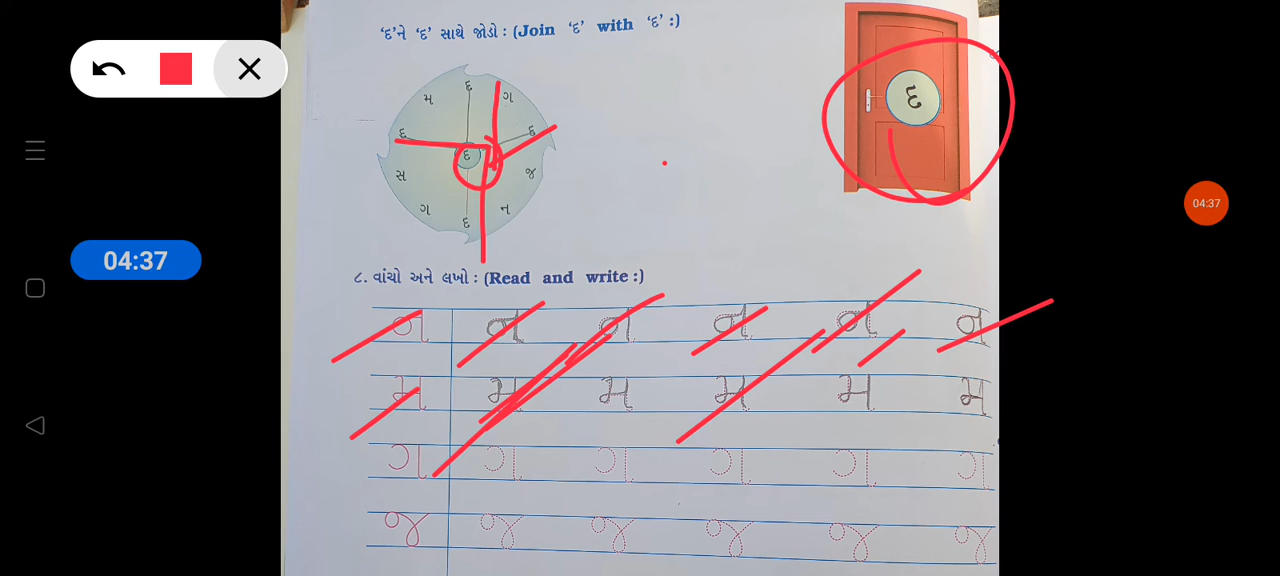 'દ'ને 'દ' સાથે જોડો : (Join 'દ' with 'દ' :)
દ
મ
ગ
દ
દ
દ
સ
જ
ગ
દ
ન
દ
04:37
04:37
૮. વાંચો અને લખો : (Read and write :)
ન ન ન ન ન ન
મ મ મ મ મ મ
ગ ગ ગ ગ ગ ગ
જ જ જ જ જ જ